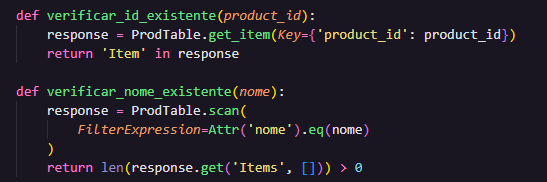 def verificar_id_existente(product_id):
    response = ProdTable.get_item(Key={'product_id': product_id})
    return 'Item' in response

def verificar_nome_existente(nome):
    response = ProdTable.scan(
        FilterExpression=Attr('nome').eq(nome)
    )
    return len(response.get('Items', [])) > 0